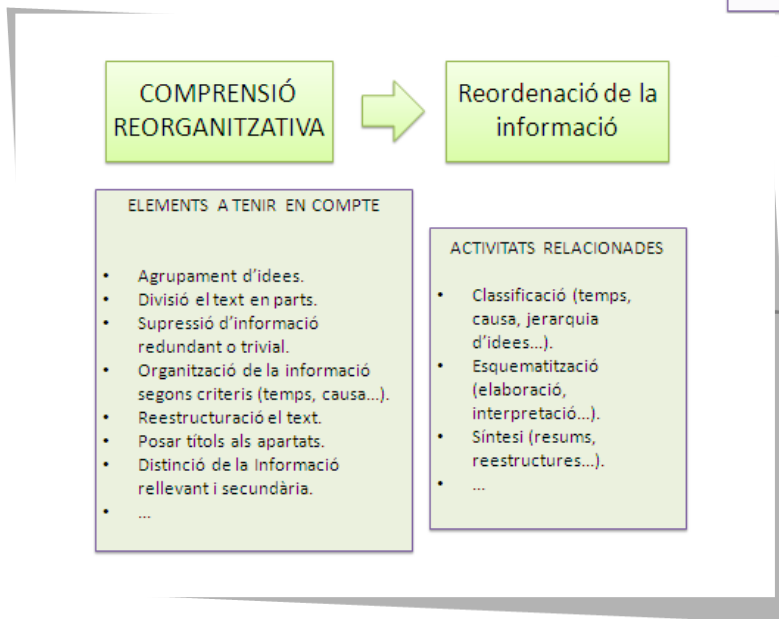 COMPRENSIÓ
REORGANITZATIVA
Reordenació de la
informació
ELEMENTS A TENIR EN COMPTE
• Agrupament d'idees.
• Divisió el text en parts.
• Supressió d'informació
redundant o trivial.
• Organització de la informació
segons criteris (temps, causa...).
• Reestructuració el text.
• Posar títols als apartats.
• Distinció de la Informació
rellevant i secundària.
• ...
ACTIVITATS RELACIONADES
• Classificació (temps,
causa, jerarquia
d'idees...).
• Esquematització
(elaboració,
interpretació...).
• Síntesi (resums,
reestructures...).
• ...